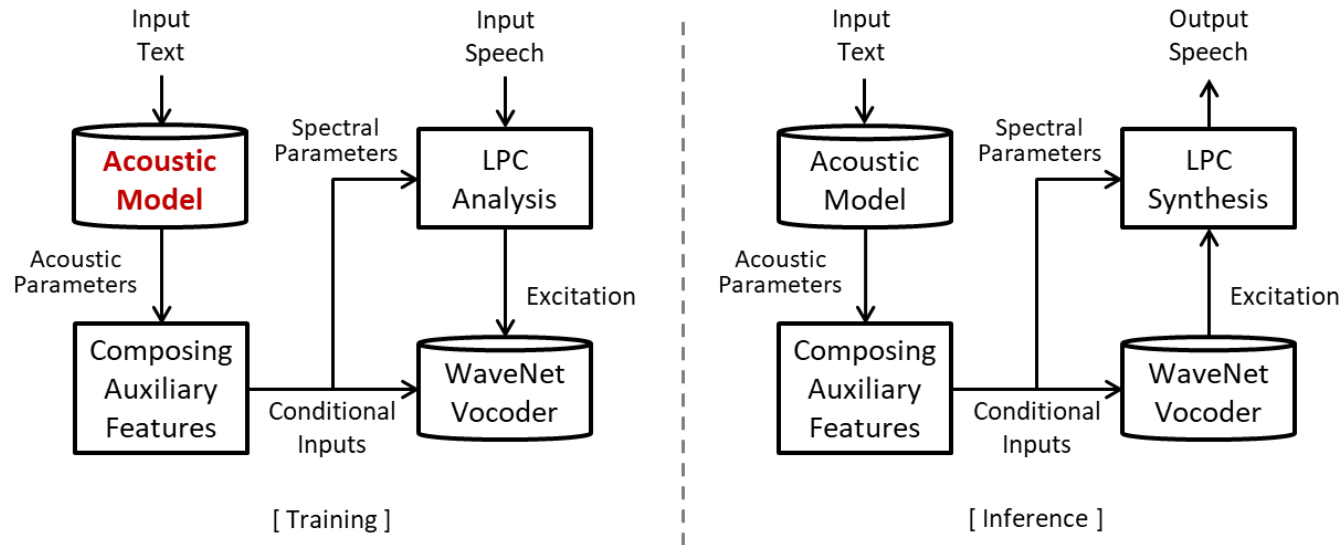 Input
Text
Input
Speech
Acoustic
Model
Spectral
Parameters
LPC
Analysis
Acoustic
Parameters
Excitation
Composing
Auxiliary
Features
Conditional
Inputs
WaveNet
Vocoder
[ Training ]
Input
Text
Output
Speech
Acoustic
Model
Spectral
Parameters
LPC
Synthesis
Acoustic
Parameters
Excitation
Composing
Auxiliary
Features
Conditional
Inputs
WaveNet
Vocoder
[ Inference ]